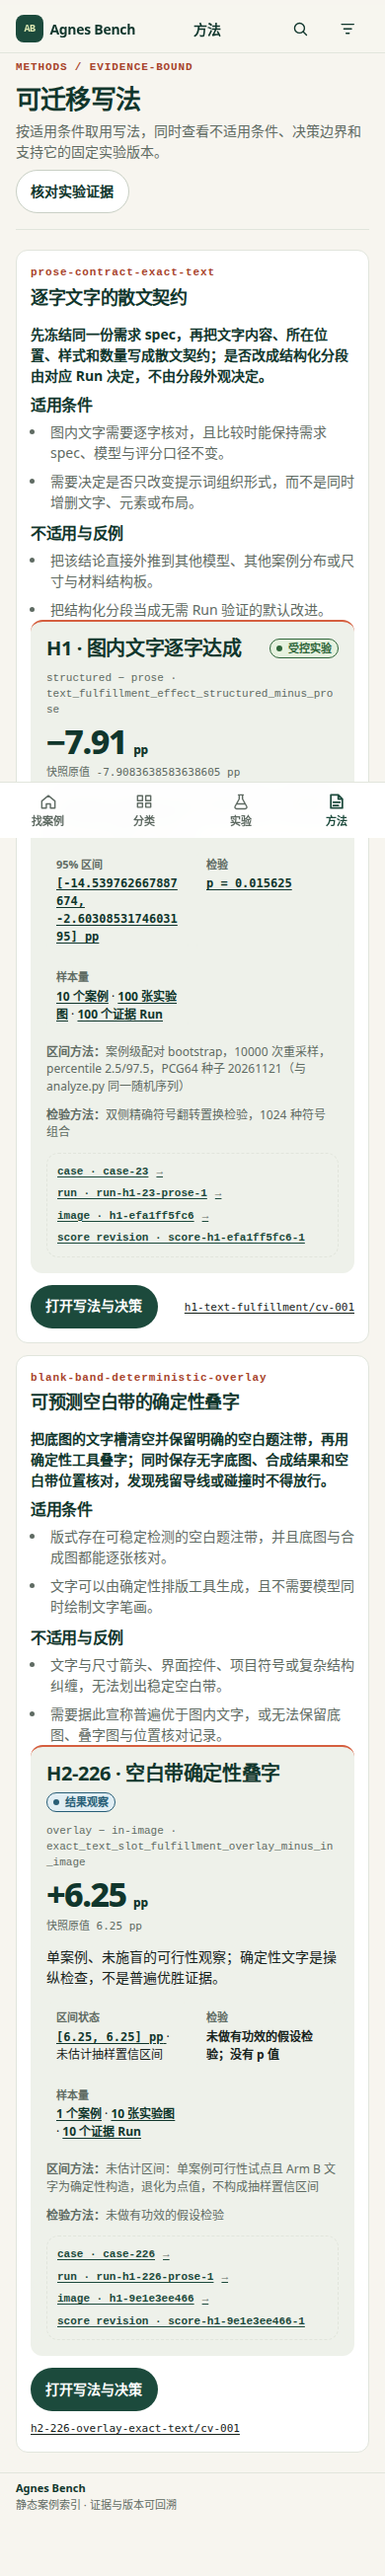 AB Agnes Bench 方法
METHODS / EVIDENCE-BOUND
可迁移写法
按适用条件取用写法，同时查看不适用条件、决策边界和
支持它的固定实验版本。
核对实验证据
prose-contract-exact-text
逐字文字的散文契约
先冻结同一份需求 spec，再把文字内容、所在位
置、样式和数量写成散文契约；是否改成结构化分段
由对应 Run 决定，不由分段外观决定。
适用条件
图内文字需要逐字核对，且比较时能保持需求
spec、模型与评分口径不变。
需要决定是否只改变提示词组织形式，而不是同时
增删文字、元素或布局。
不适用与反例
把该结论直接外推到其他模型、其他案例分布或尺
寸与材料结构板。
把结构化分段当成无需 Run 验证的默认改进。
H1 · 图内文字逐字达成 受控实验
structured − prose ·
text_fulfillment_effect_structured_minus_pro
se
−7.91 pp
快照原值 -7.9083638583638605 pp
找案例 分类 实验 方法
95% 区间 检验
[-14.539762667887 p = 0.015625
674,
-2.60308531746031
95] pp
样本量
10 个案例 · 100 张实验
图 · 100 个证据 Run
区间方法：案例级配对 bootstrap，10000 次重采样，
percentile 2.5/97.5，PCG64 种子 20261121（与
analyze.py 同一随机序列）
检验方法：双侧精确符号翻转置换检验，1024 种符号
组合
case · case-23 →
run · run-h1-23-prose-1 →
image · h1-efa1ff5fc6 →
score revision · score-h1-efa1ff5fc6-1
打开写法与决策 h1-text-fulfillment/cv-001
blank-band-deterministic-overlay
可预测空白带的确定性叠字
把底图的文字槽清空并保留明确的空白题注带，再用
确定性工具叠字；同时保存无字底图、合成结果和空
白带位置核对，发现残留导线或碰撞时不得放行。
适用条件
版式存在可稳定检测的空白题注带，并且底图与合
成图都能逐张核对。
文字可以由确定性排版工具生成，且不需要模型同
时绘制文字笔画。
不适用与反例
文字与尺寸箭头、界面控件、项目符号或复杂结构
纠缠，无法划出稳定空白带。
需要据此宣称普遍优于图内文字，或无法保留底
图、叠字图与位置核对记录。
H2-226 · 空白带确定性叠字
结果观察
overlay − in-image ·
exact_text_slot_fulfillment_overlay_minus_in
_image
+6.25 pp
快照原值 6.25 pp
单案例、未施盲的可行性观察；确定性文字是操
纵检查，不是普遍优胜证据。
区间状态 检验
[6.25, 6.25] pp · 未做有功效的假设检
未估计抽样置信区间 验；没有 p 值
样本量
1 个案例 · 10 张实验图
· 10 个证据 Run
区间方法：未估计区间：单案例可行性试点且 Arm B 文
字为确定性构造，退化为点值，不构成抽样置信区间
检验方法：未做有功效的假设检验
case · case-226 →
run · run-h1-226-prose-1 →
image · h1-9e1e3ee466 →
score revision · score-h1-9e1e3ee466-1
打开写法与决策
h2-226-overlay-exact-text/cv-001
Agnes Bench
静态案例索引 · 证据与版本可回溯